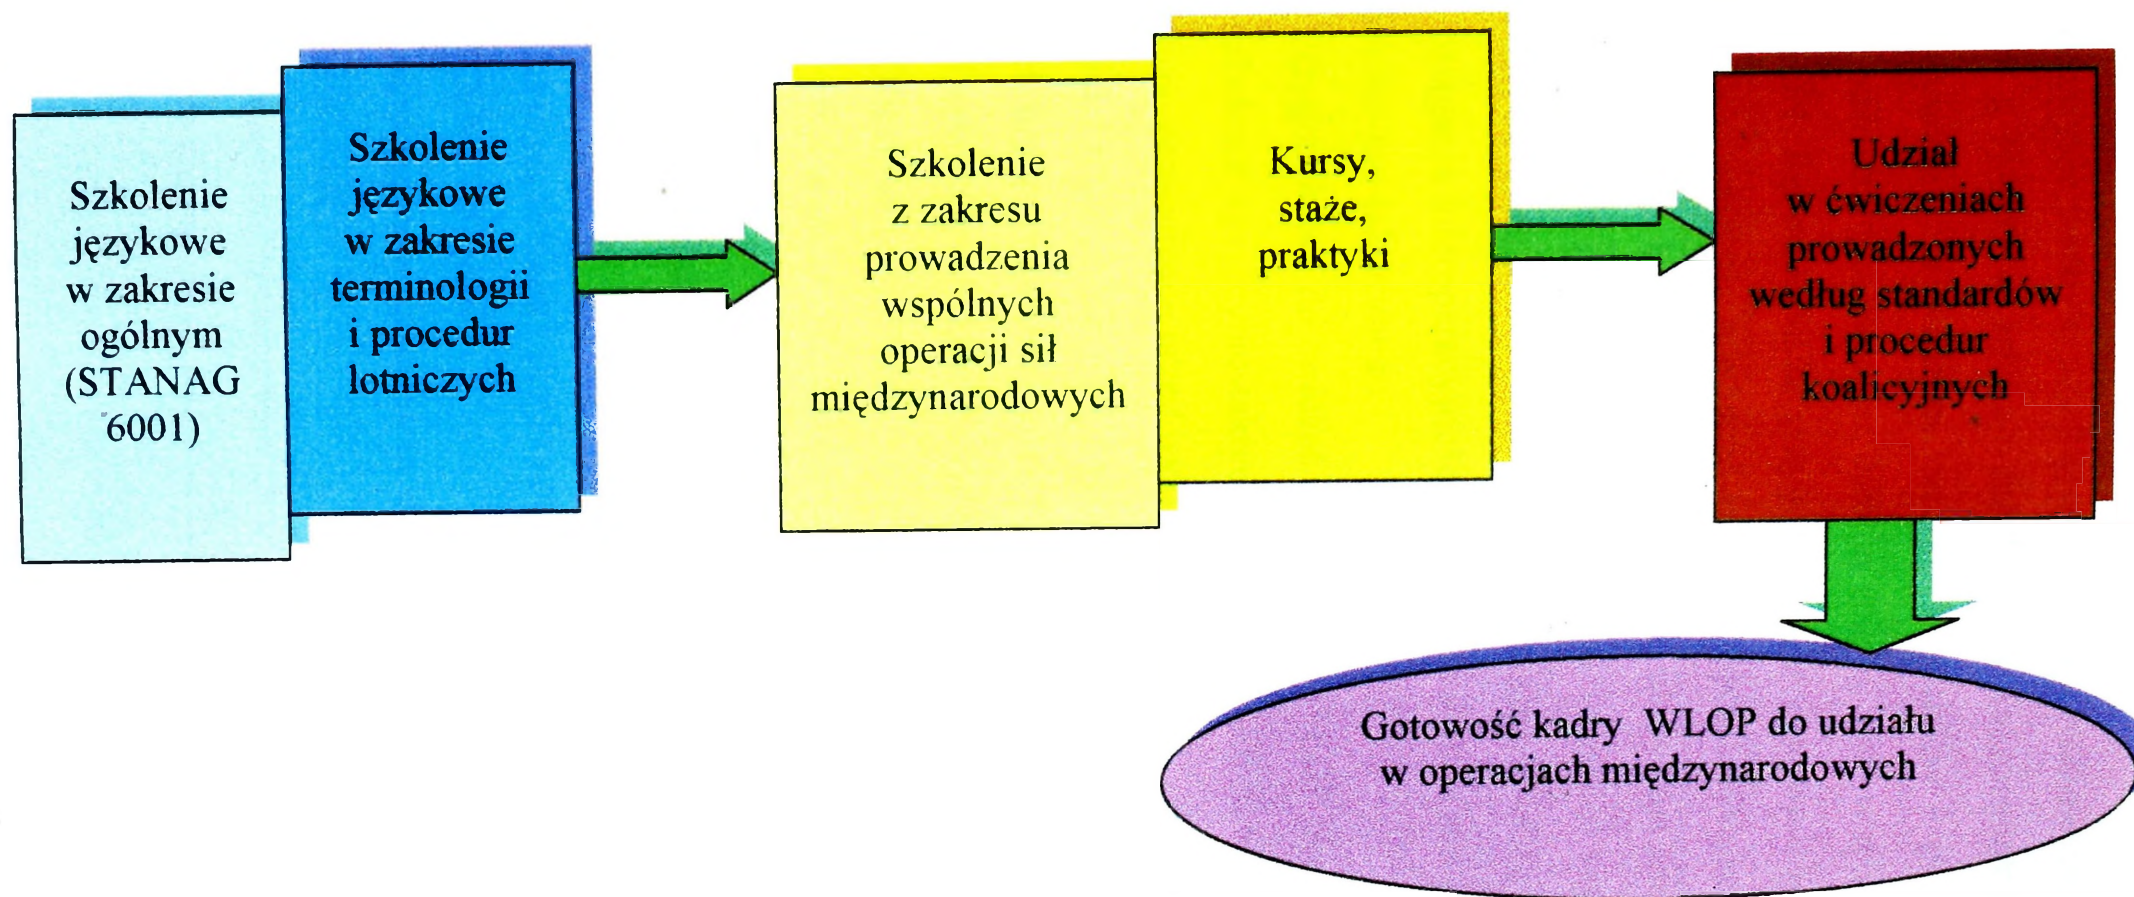 Szkolenie
językowe
w zakresie
ogólnym
(STANAG
6001)
Szkolenie
językowe
w zakresie
terminologii
i procedur
lotniczych
Szkolenie
z zakresu
prowadzenia
wspólnych
operacji sił
międzynarodowych
Kursy,
staże,
praktyki
Udział
w ćwiczeniach
prowadzonych
według standardów
i procedur
koalicyjnych
Gotowość kadry WLOP do udziału
w operacjach międzynarodowych